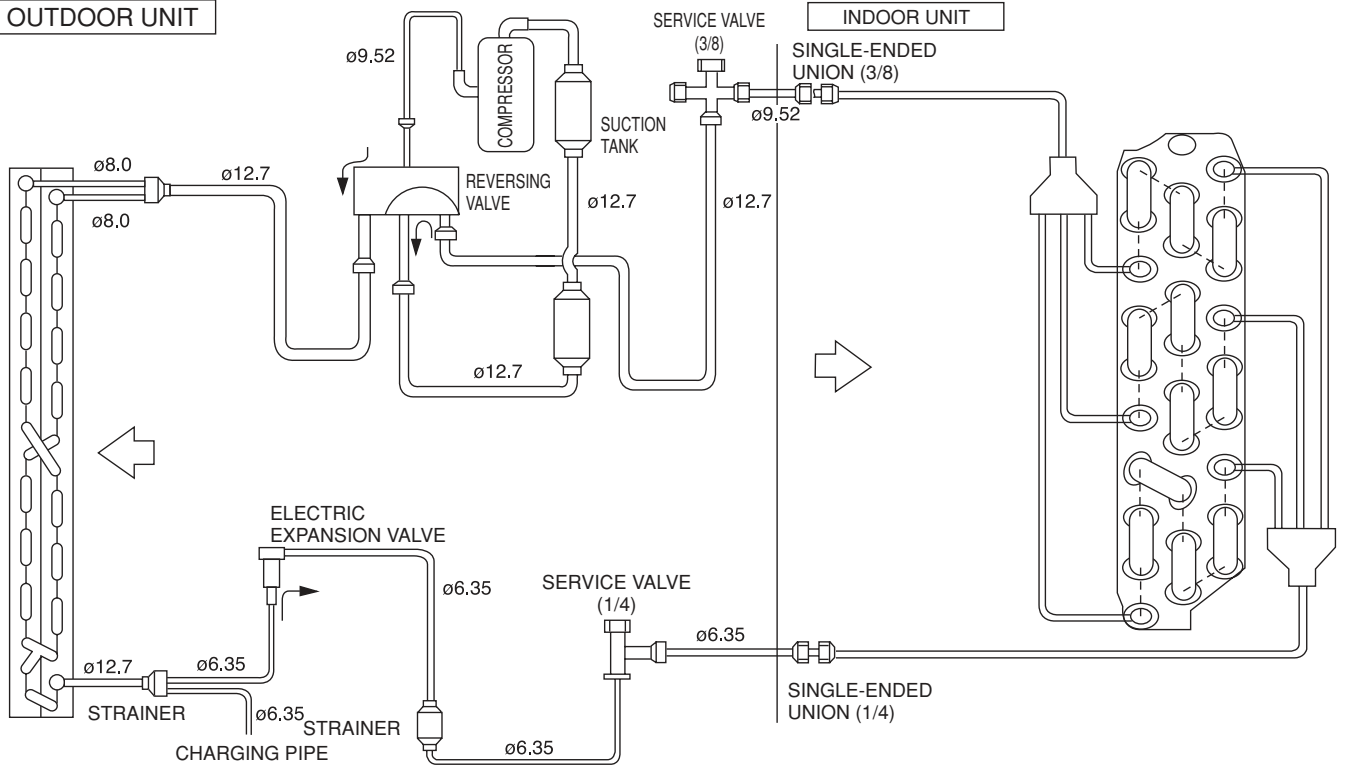 OUTDOOR UNIT
INDOOR UNIT
SERVICE VALVE
(3/8)
SINGLE-ENDED
UNION (3/8)
ø9.52
COMPRESSOR
SUCTION
TANK
ø9.52
ø8.0
ø12.7
REVERSING
VALVE
ø12.7
ø12.7
ø8.0
ø12.7
ELECTRIC
EXPANSION VALVE
ø6.35
SERVICE VALVE
(1/4)
ø6.35
ø12.7
ø6.35
STRAINER
ø6.35
STRAINER
CHARGING PIPE
ø6.35
SINGLE-ENDED
UNION (1/4)